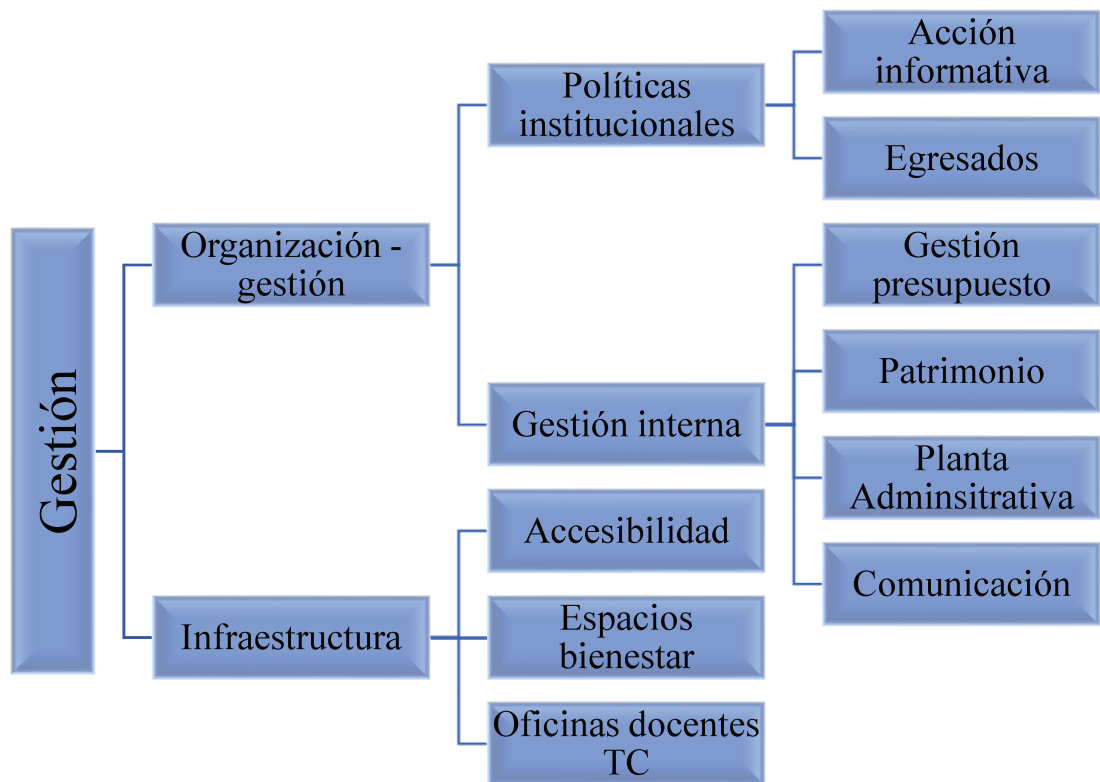 Gestión
Organización -
gestión
Políticas
institucionales
Acción
informativa
Egresados
Gestión interna
Gestión
presupuesto
Patrimonio
Planta
Adminsitrativa
Comunicación
Infraestructura
Accesibilidad
Espacios
bienestar
Oficinas docentes
TC